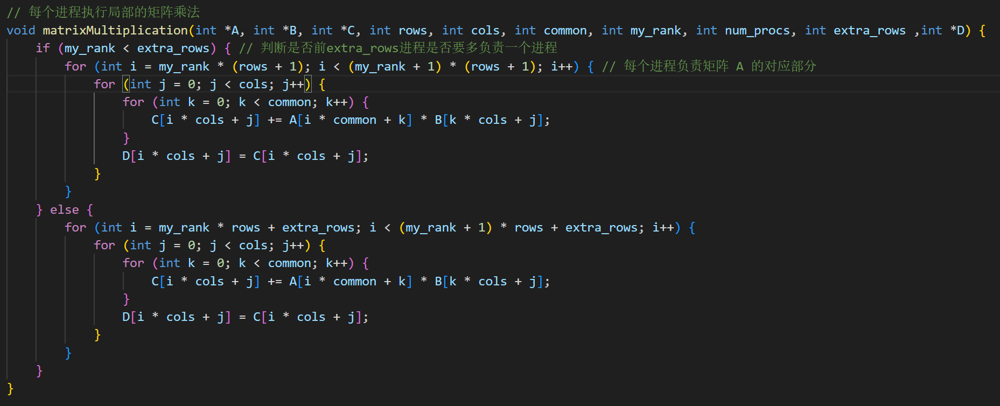 // 每个进程执行局部的矩阵乘法
void matrixMultiplication(int *A, int *B, int *C, int rows, int cols, int common, int my_rank, int num_procs, int extra_rows ,int *D) {
    if (my_rank < extra_rows) { // 判断是否前extra_rows进程是否要多负责一个进程
        for (int i = my_rank * (rows + 1); i < (my_rank + 1) * (rows + 1); i++) { // 每个进程负责矩阵 A 的对应部分
            for (int j = 0; j < cols; j++) {
                for (int k = 0; k < common; k++) {
                    C[i * cols + j] += A[i * common + k] * B[k * cols + j];
                }
                D[i * cols + j] = C[i * cols + j];
            }
        }
    } else {
        for (int i = my_rank * rows + extra_rows; i < (my_rank + 1) * rows + extra_rows; i++) {
            for (int j = 0; j < cols; j++) {
                for (int k = 0; k < common; k++) {
                    C[i * cols + j] += A[i * common + k] * B[k * cols + j];
                }
                D[i * cols + j] = C[i * cols + j];
            }
        }
    }
}